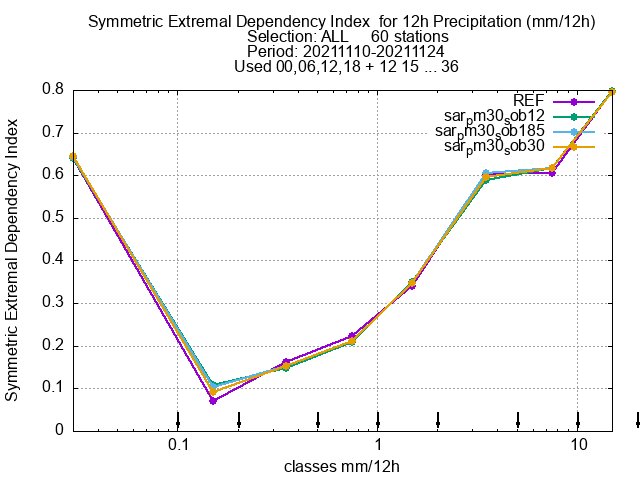 Symmetric Extremal Dependency Index  for 12h Precipitation (mm/12h)
Selection: ALL     60 stations
Period: 20211110-20211124
Used 00,06,12,18 + 12 15 ... 36
REF
sar_pm30_sob12
sar_pm30_sob185
sar_pm30_sob30
Symmetric Extremal Dependency Index
0.8
0.7
0.6
0.5
0.4
0.3
0.2
0.1
0
0.1 1 10
classes mm/12h